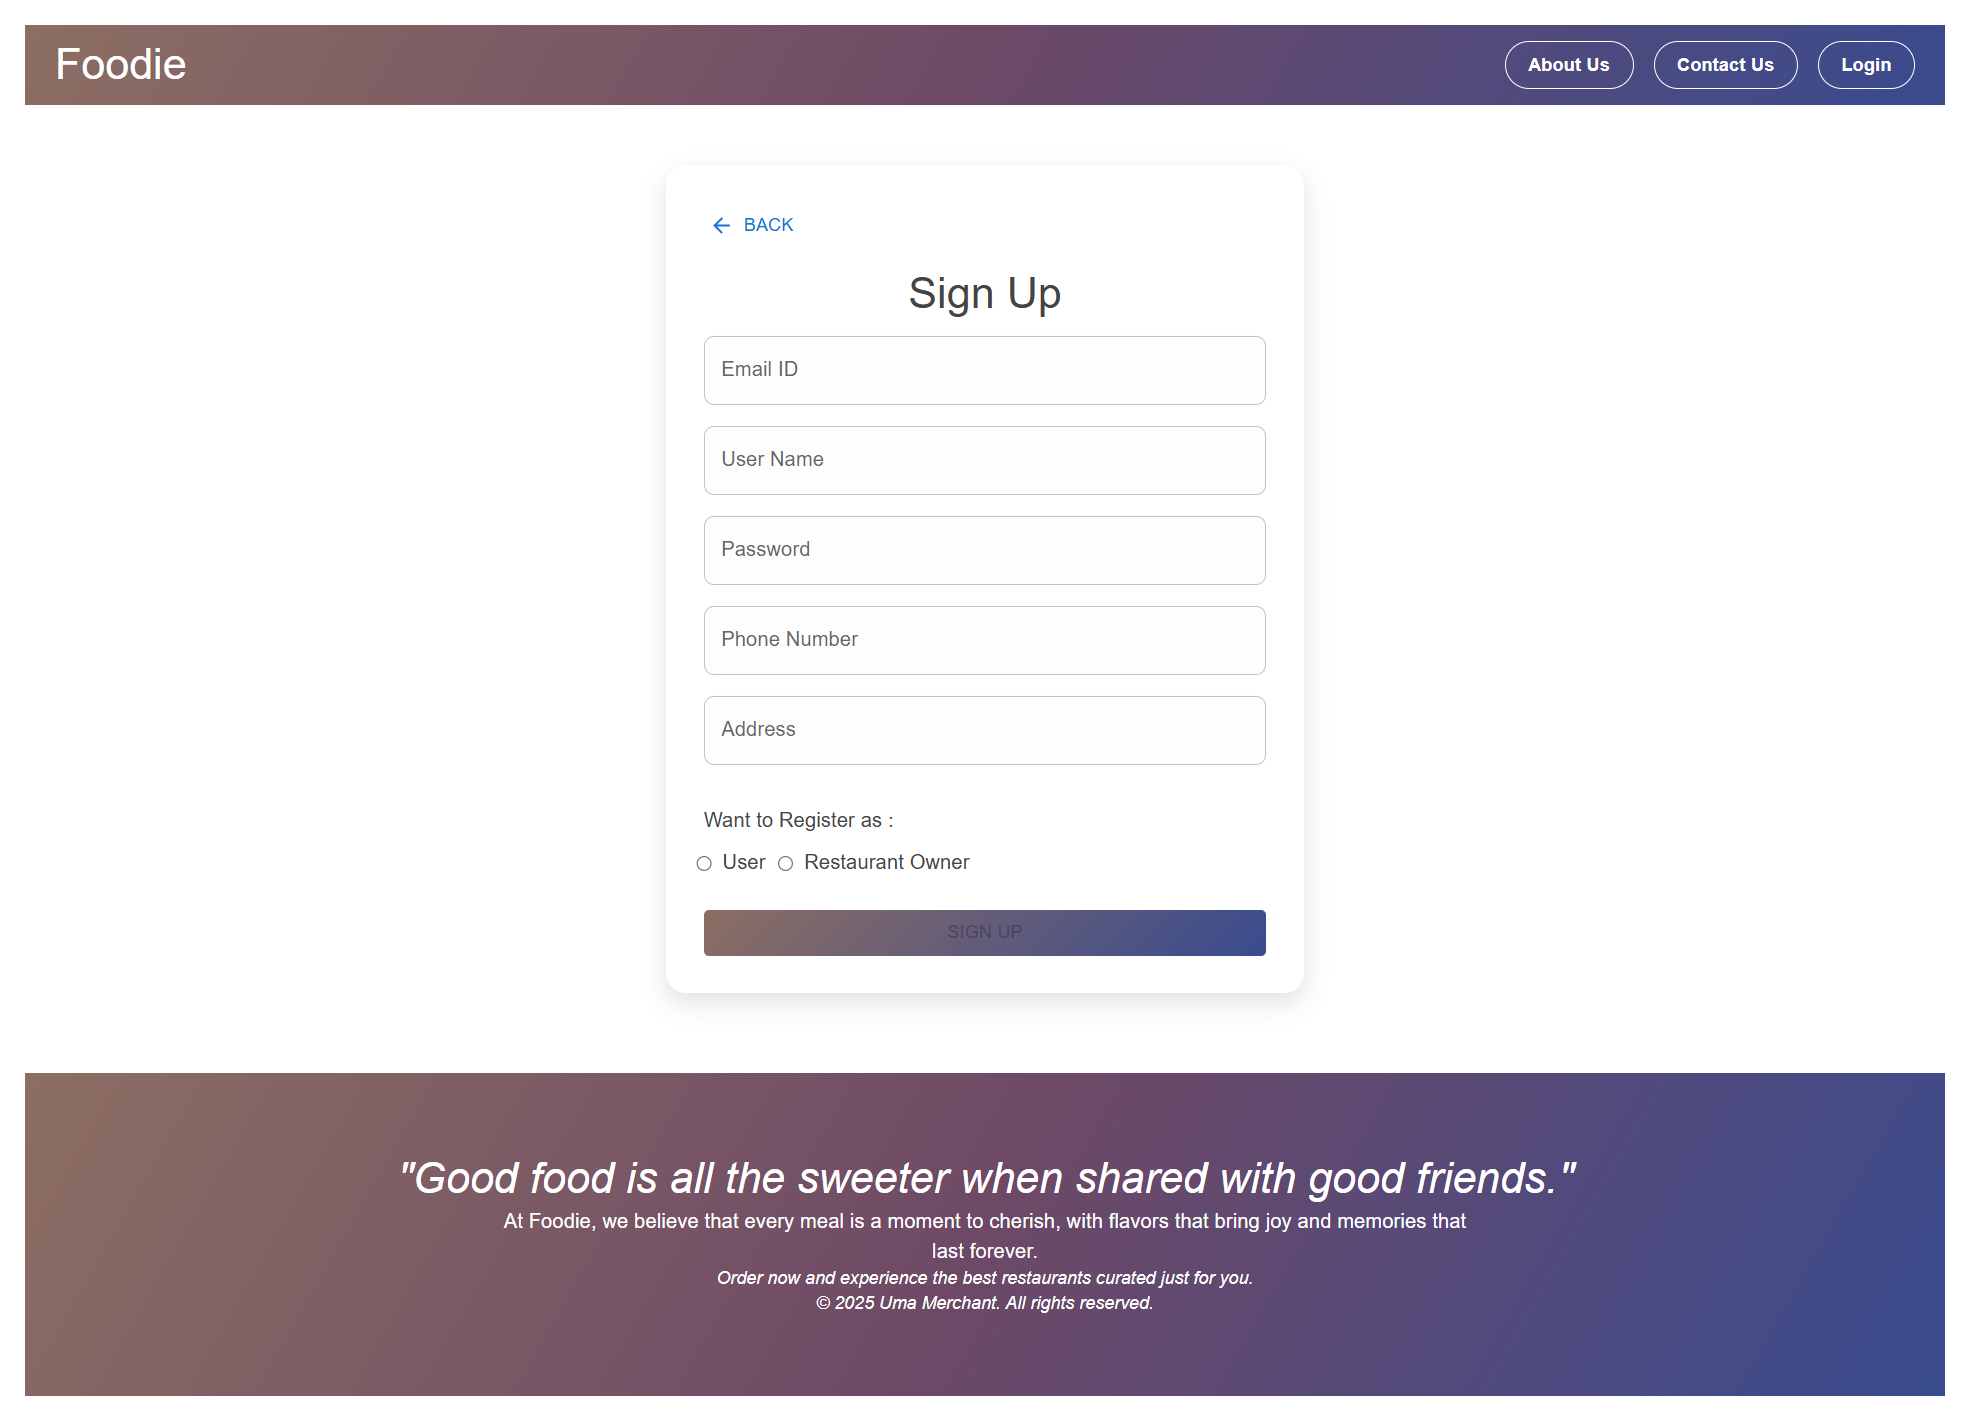 Foodie
About Us
Contact Us
Login
BACK
Sign Up
Email ID
User Name
Password
Phone Number
Address
Want to Register as :
User
Restaurant Owner
SIGN UP
"Good food is all the sweeter when shared with good friends."
At Foodie, we believe that every meal is a moment to cherish, with flavors that bring joy and memories that
last forever.
Order now and experience the best restaurants curated just for you.
© 2025 Uma Merchant. All rights reserved.